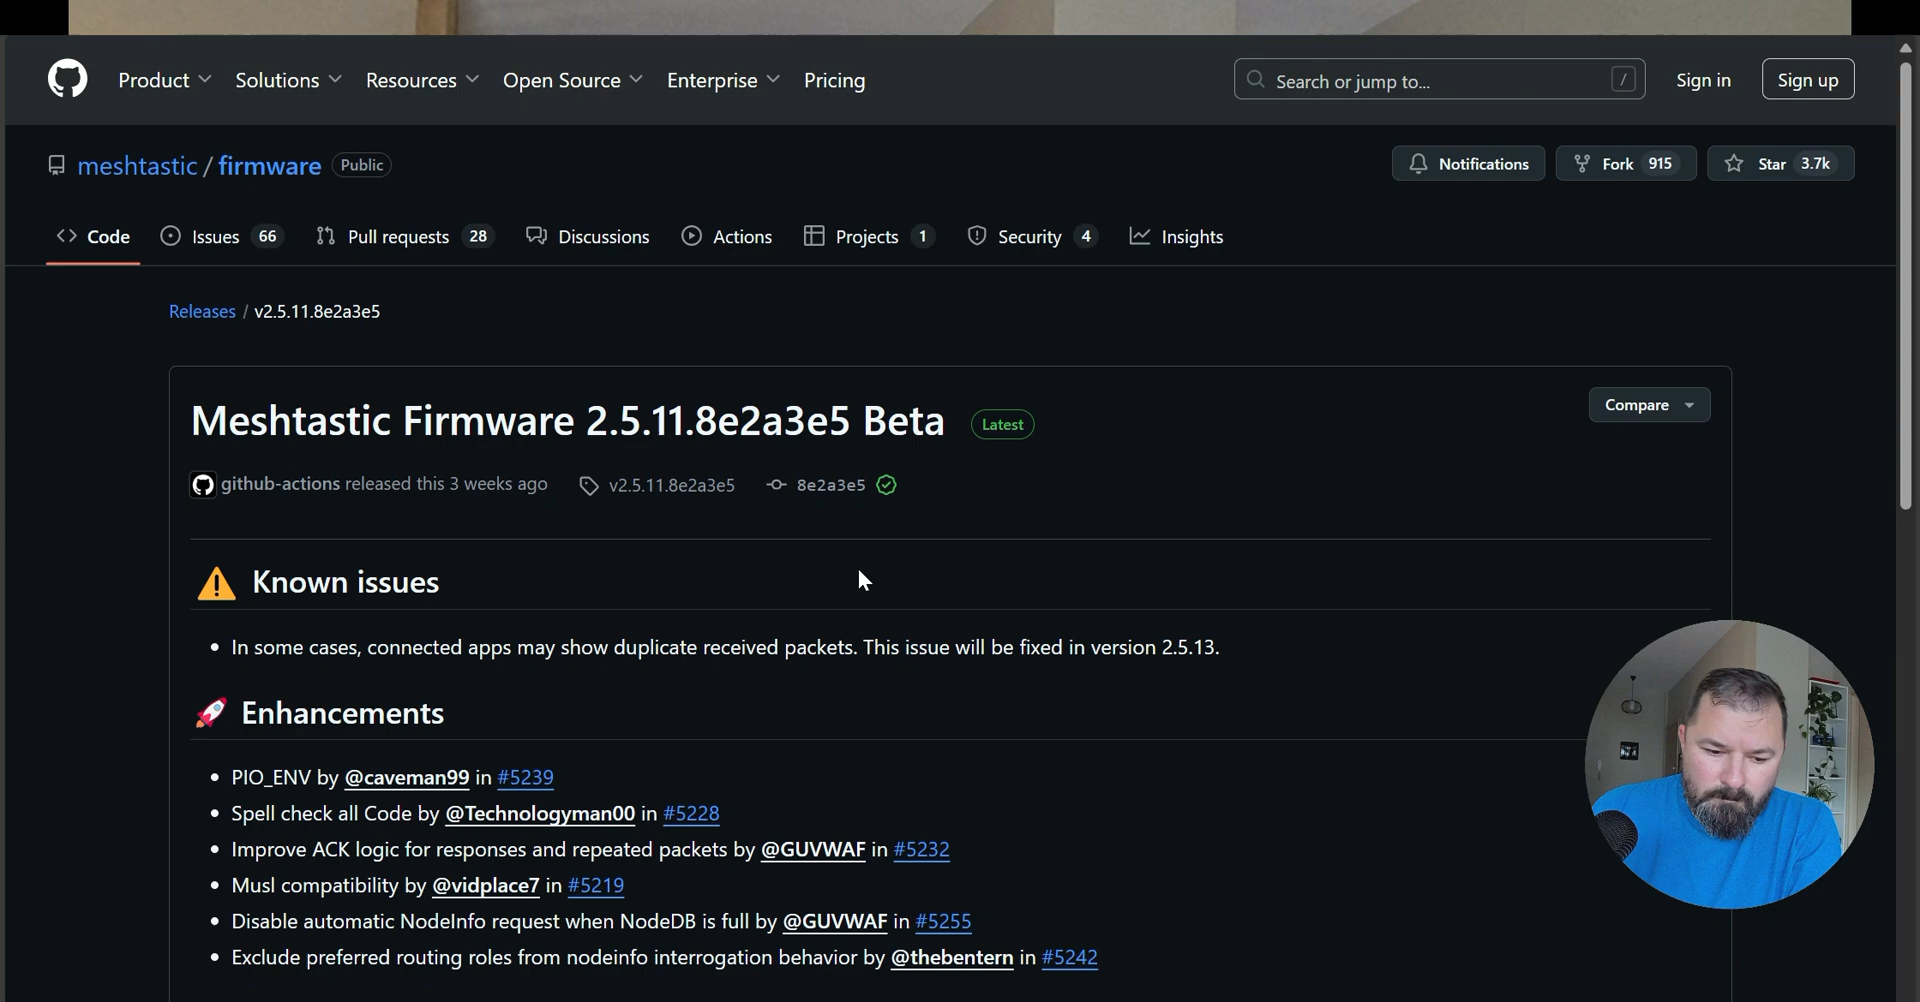 Product Solutions Resources Open Source Enterprise Pricing Search or jump to... / Sign in Sign up
meshtastic / firmware Public Notifications Fork 915 Star 3.7k
Code Issues 66 Pull requests 28 Discussions Actions Projects 1 Security 4 Insights
Releases / v2.5.11.8e2a3e5
Meshtastic Firmware 2.5.11.8e2a3e5 Beta Latest Compare
github-actions released this 3 weeks ago v2.5.11.8e2a3e5 8e2a3e5
Known issues
• In some cases, connected apps may show duplicate received packets. This issue will be fixed in version 2.5.13.
Enhancements
• PIO_ENV by @caveman99 in #5239
• Spell check all Code by @Technologyman00 in #5228
• Improve ACK logic for responses and repeated packets by @GUVWAF in #5232
• Musl compatibility by @vidplace7 in #5219
• Disable automatic NodeInfo request when NodeDB is full by @GUVWAF in #5255
• Exclude preferred routing roles from nodeinfo interrogation behavior by @thebentern in #5242